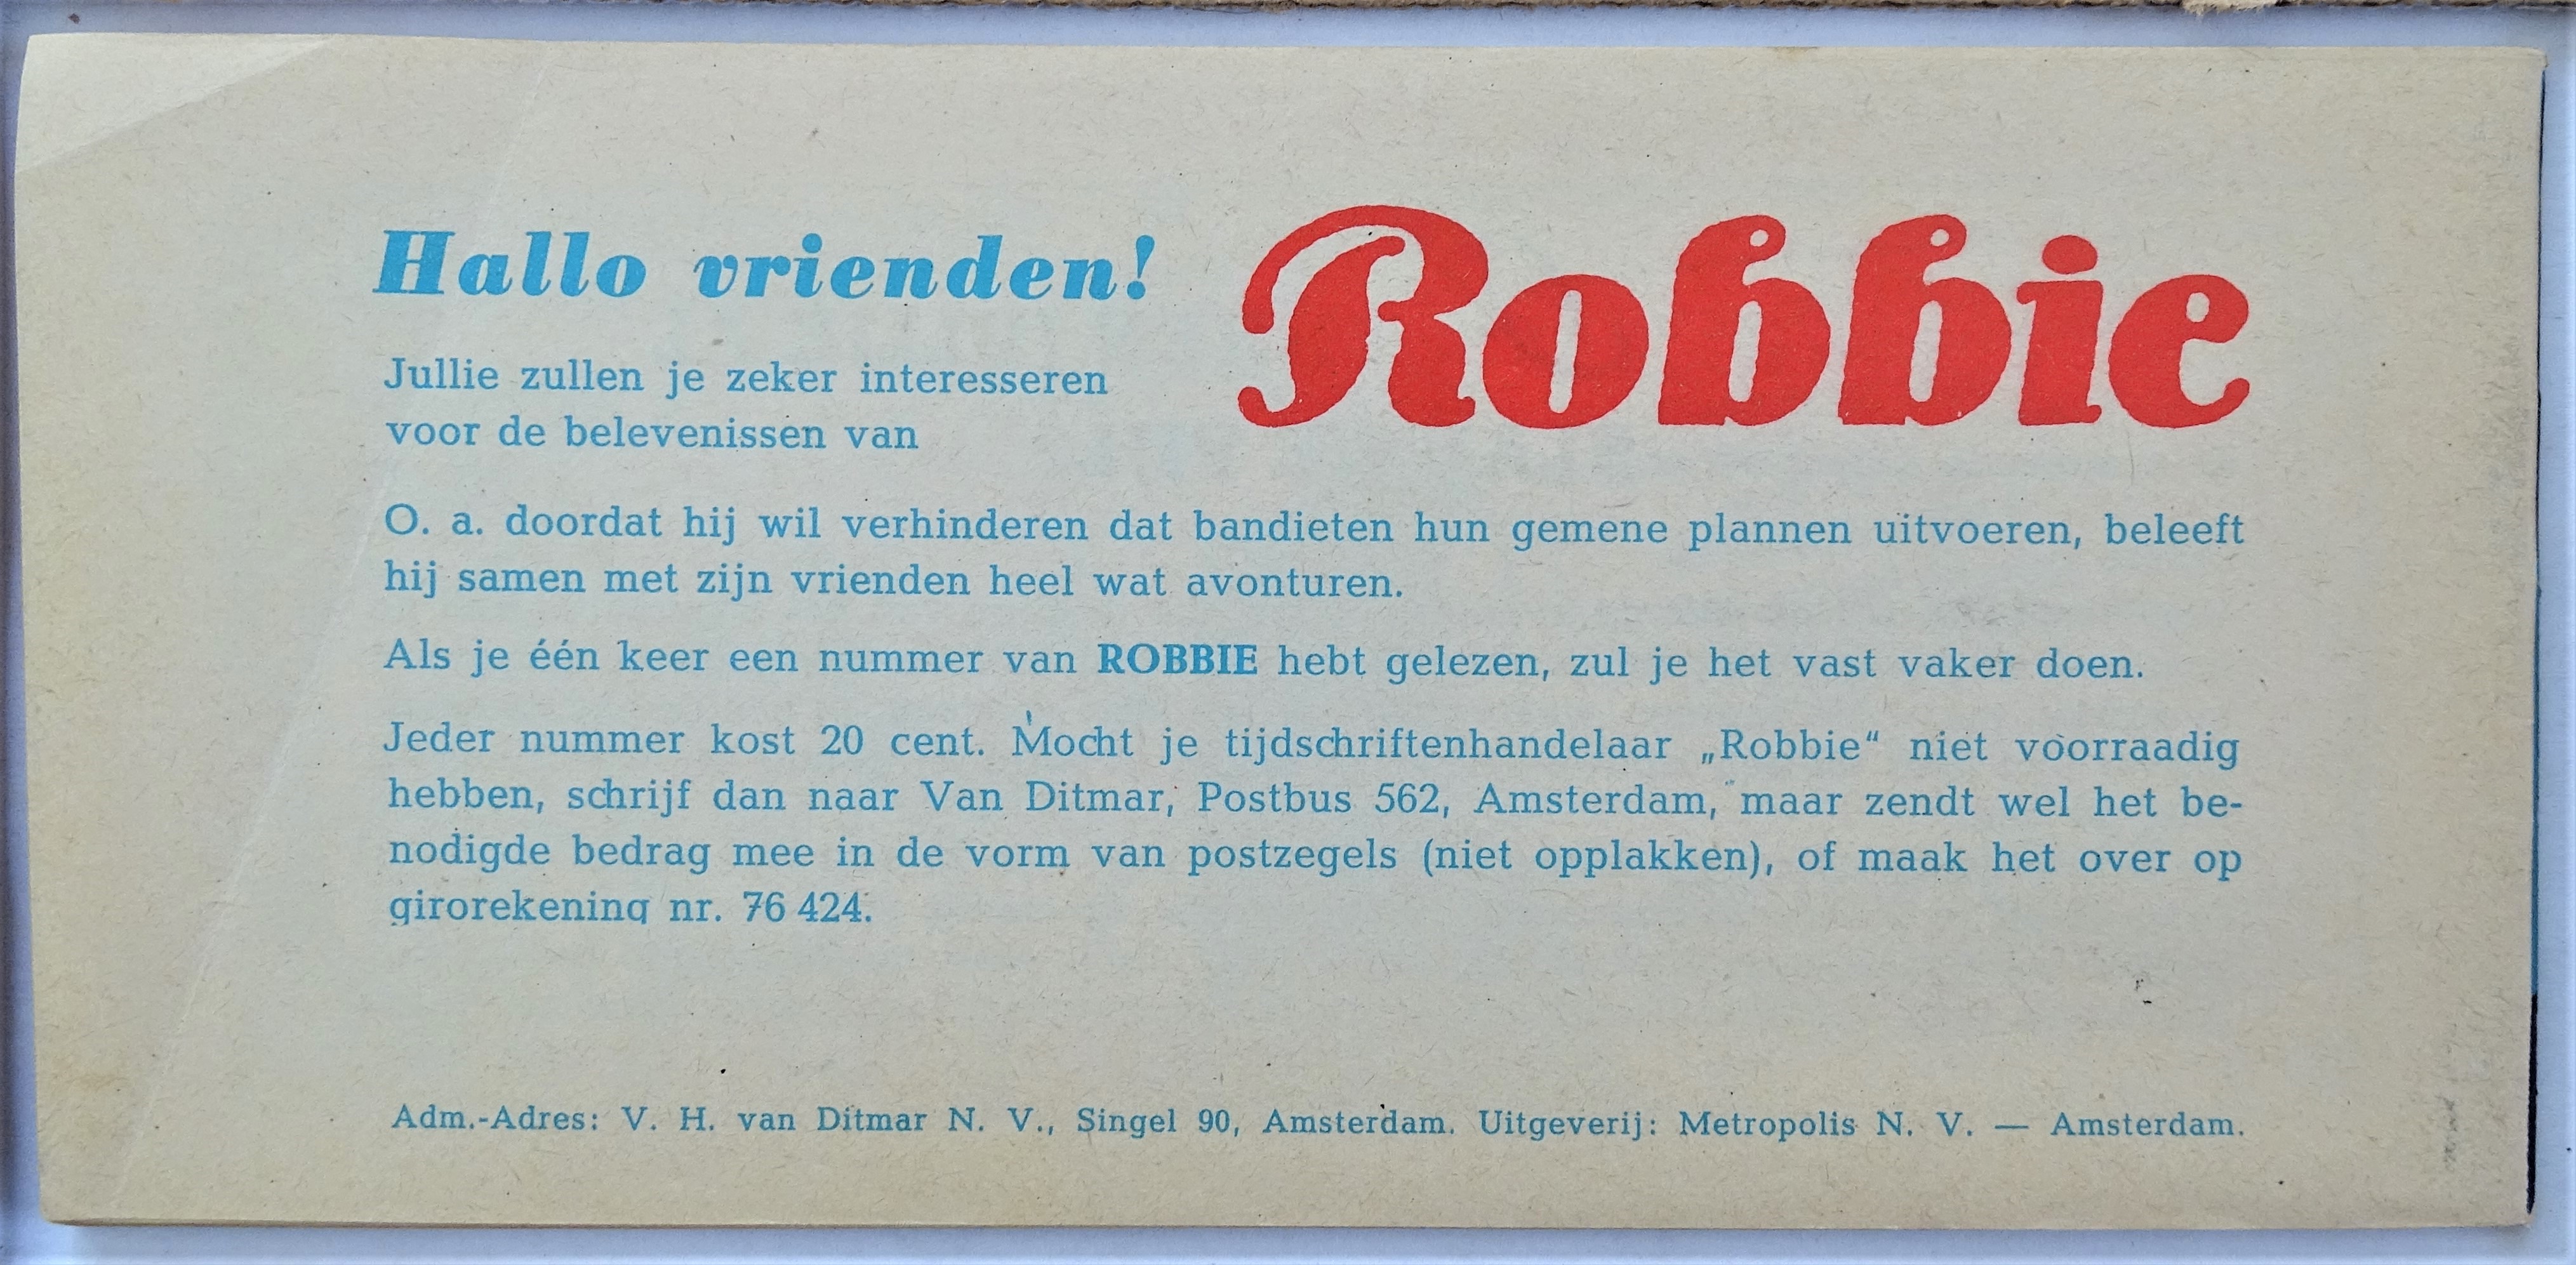 Hallo vrienden!
Robbie
Jullie zullen je zeker interesseren
voor de belevenissen van
O. a. doordat hij wil verhinderen dat bandieten hun gemene plannen uitvoeren, beleeft
hij samen met zijn vrienden heel wat avonturen.
Als je één keer een nummer van ROBBIE hebt gelezen, zul je het vast vaker doen.
Jeder nummer kost 20 cent. Mocht je tijdschriftenhandelaar „Robbie“ niet voorraadig
hebben, schrijf dan naar Van Ditmar, Postbus 562, Amsterdam, maar zendt wel het be-
nodigde bedrag mee in de vorm van postzegels (niet opplakken), of maak het over op
girorekening nr. 76 424.
Adm.-Adres: V. H. van Ditmar N. V., Singel 90, Amsterdam. Uitgeverij: Metropolis N. V. — Amsterdam.